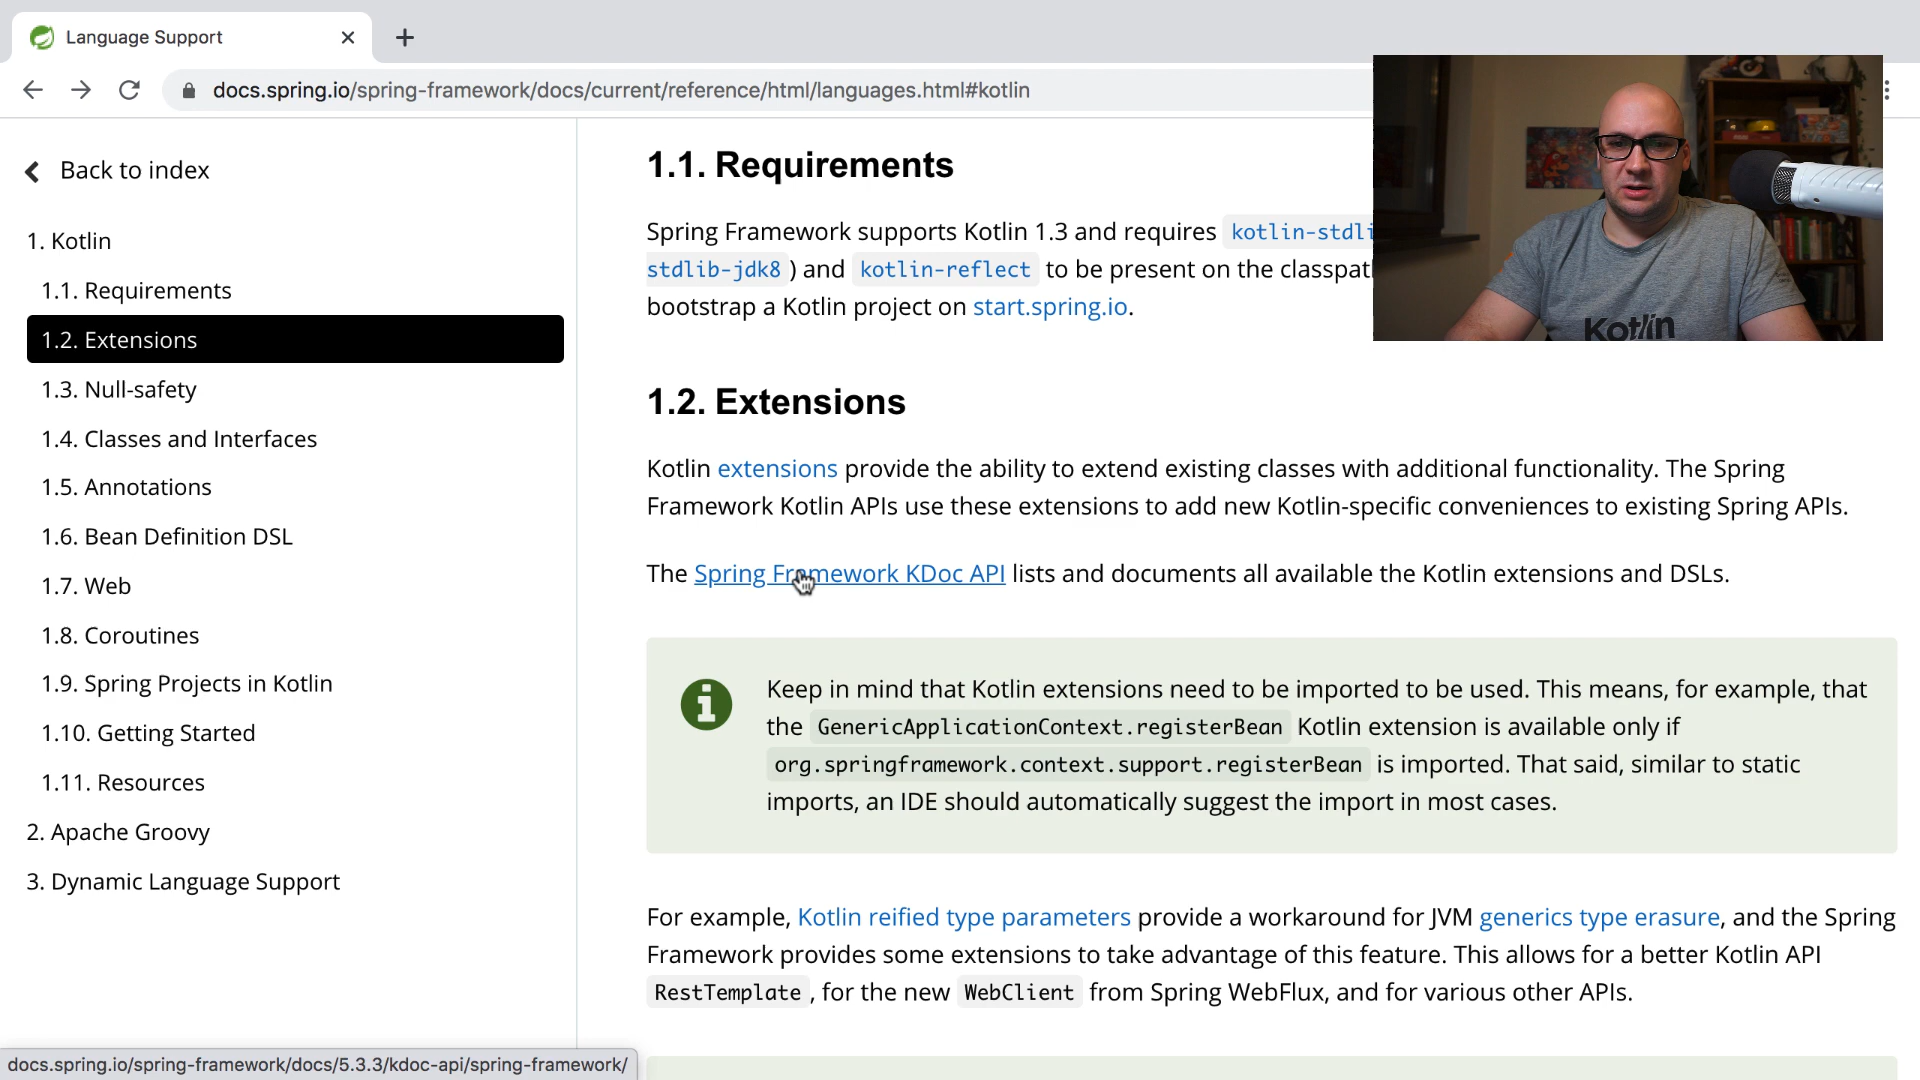 Language Support
docs.spring.io/spring-framework/docs/current/reference/html/languages.html#kotlin
Back to index
1. Kotlin
1.1. Requirements
1.2. Extensions
1.3. Null-safety
1.4. Classes and Interfaces
1.5. Annotations
1.6. Bean Definition DSL
1.7. Web
1.8. Coroutines
1.9. Spring Projects in Kotlin
1.10. Getting Started
1.11. Resources
2. Apache Groovy
3. Dynamic Language Support
docs.spring.io/spring-framework/docs/5.3.3/kdoc-api/spring-framework/
1.1. Requirements
Spring Framework supports Kotlin 1.3 and requires kotlin-stdli
stdlib-jdk8 ) and kotlin-reflect to be present on the classpat
bootstrap a Kotlin project on start.spring.io.
1.2. Extensions
Kotlin extensions provide the ability to extend existing classes with additional functionality. The Spring
Framework Kotlin APIs use these extensions to add new Kotlin-specific conveniences to existing Spring APIs.
The Spring Framework KDoc API lists and documents all available the Kotlin extensions and DSLs.
Keep in mind that Kotlin extensions need to be imported to be used. This means, for example, that
the GenericApplicationContext.registerBean Kotlin extension is available only if
org.springframework.context.support.registerBean is imported. That said, similar to static
imports, an IDE should automatically suggest the import in most cases.
For example, Kotlin reified type parameters provide a workaround for JVM generics type erasure, and the Spring
Framework provides some extensions to take advantage of this feature. This allows for a better Kotlin API
RestTemplate , for the new WebClient from Spring WebFlux, and for various other APIs.
Kotlin